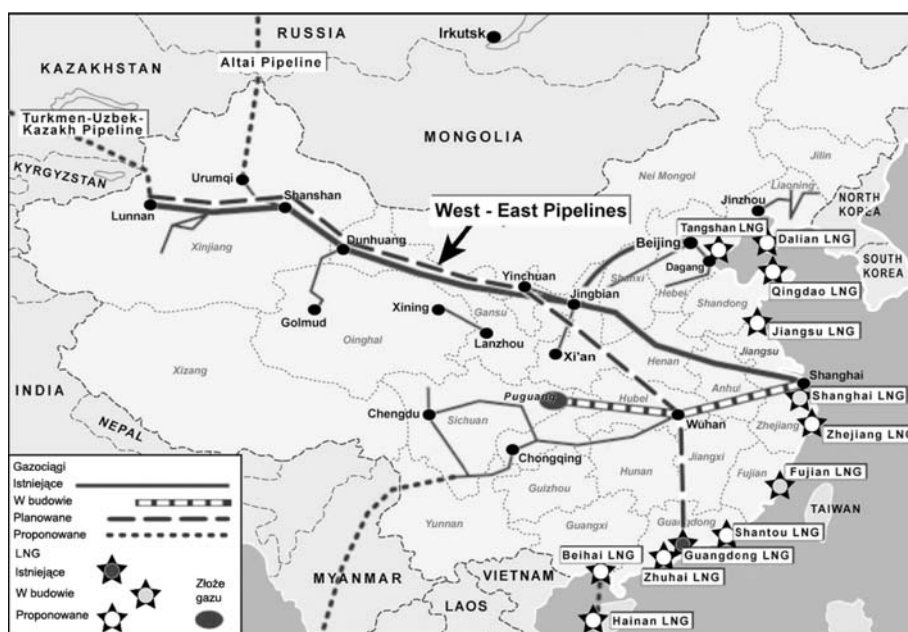 RUSSIA
Irkutsk
Altai Pipeline
KAZAKHSTAN
Turkmen-Uzbek-
Kazakh Pipeline
MONGOLIA
KYRGYZSTAN
Urumqi
Shanshan
Lunnan
Xinjiang
Dunhuang
West - East Pipelines
Nei Mongol
Jilin
Liaoning
Jinzhou
NORTH
KOREA
Beijing
Tangshan LNG
Dalian LNG
SOUTH
KOREA
Dagang
Shanxi
Hebei
Qingdao LNG
Yinchuan
Jingbian
Shandong
Golmud
Xining
Gansu
Lanzhou
Qinghal
Xi'an
Jiangsu LNG
Xizang
Henan
Jiangsu
Shanghai
INDIA
Anhui
Shanghai LNG
Puguang
Hubei
Chengdu
Sichuan
Wuhan
Zhejiang
Zhejiang LNG
NEPAL
Chongqing
Jiangxi
Hunan
Guizhou
Fujian
Fujian LNG
TAIWAN
Yunnan
Guangxi
Guangdong
Shantou LNG
Guangdong LNG
Beihai LNG
Zhuhai LNG
MYANMAR
VIETNAM
LAOS
Hainan LNG
Gazociągi
Istniejące
W budowie
Planowane
Proponowane
LNG
Istniejące
W budowie
Proponowane
Złoże
gazu